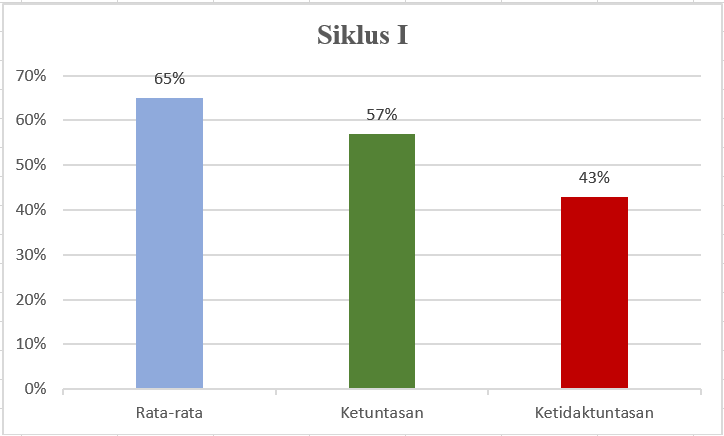 Siklus I
70%
60%
50%
40%
30%
20%
10%
0%
65%
57%
43%
Rata-rata
Ketuntasan
Ketidaktuntasan